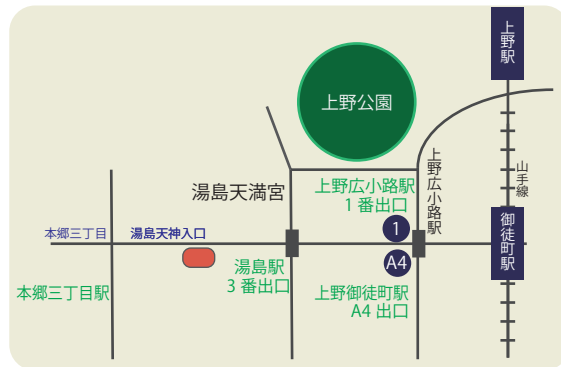 上野駅
上野公園
山手線
上野広小路駅
湯島天満宮
上野広小路駅
1 番出口
御徒町駅
1
本郷三丁目
湯島天神入口
A4
湯島駅
3 番出口
本郷三丁目駅
上野御徒町駅
A4 出口